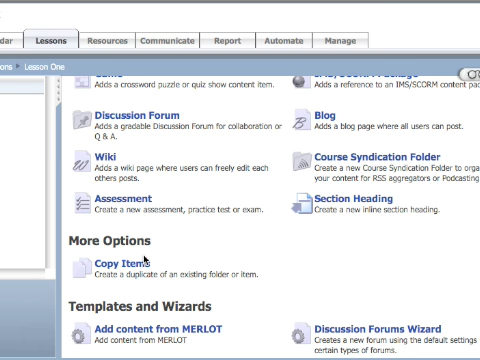 Lessons Resources Communicate Report Automate Manage
Lesson One
Adds a crossword puzzle or quiz show content item.
Adds a reference to an IMS/SCORM content
Discussion Forum
Adds a gradable Discussion Forum for collaboration or
Q & A.
Blog
Adds a blog page where all users can post.
Wiki
Adds a wiki page where users can freely edit each
others posts.
Course Syndication Folder
Create a new Course Syndication Folder to
your content for RSS aggregators or Podcasting
Assessment
Create a new assessment, practice test or exam.
Section Heading
Create a new inline section heading.
More Options
Copy Items
Create a duplicate of an existing folder or item.
Templates and Wizards
Add content from MERLOT
Add content from MERLOT
Discussion Forums Wizard
Creates a new forum using the default settings
certain types of forums.